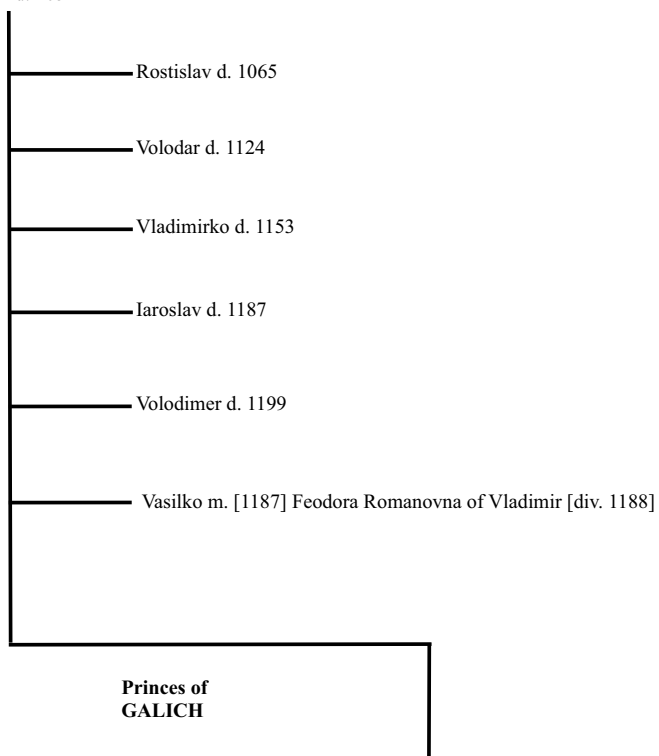 Rostislav d. 1065
Volodar d. 1124
Vladimirko d. 1153
Iaroslav d. 1187
Volodimer d. 1199
Vasilko m. [1187] Feodora Romanovna of Vladimir [div. 1188]
Princes of
GALICH